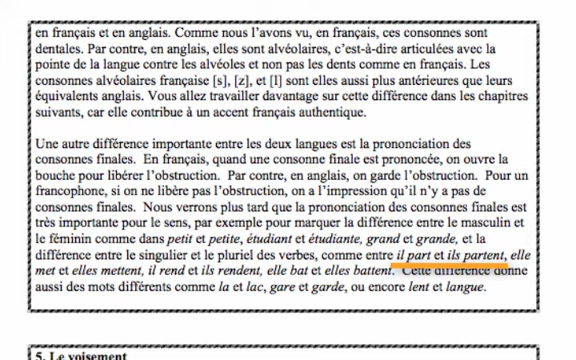 en français et en anglais. Comme nous l’avons vu, en français, ces consonnes sont
dentales. Par contre, en anglais, elles sont alvéolaires, c’est-à-dire articulées avec la
pointe de la langue contre les alvéoles et non pas les dents comme en français. Les
consonnes alvéolaires française [s], [z], et [l] sont elles aussi plus antérieures que leurs
équivalents anglais. Vous allez travailler davantage sur cette différence dans les chapitres
suivants, car elle contribue à un accent français authentique.
Une autre différence importante entre les deux langues est la prononciation des
consonnes finales. En français, quand une consonne finale est prononcée, on ouvre la
bouche pour libérer l’obstruction. Par contre, en anglais, on garde l’obstruction. Pour un
francophone, si on ne libère pas l’obstruction, on a l’impression qu’il n’y a pas de
consonnes finales. Nous verrons plus tard que la prononciation des consonnes finales est
très importante pour le sens, par exemple pour marquer la différence entre le masculin et
le féminin comme dans petit et petite, étudiant et étudiante, grand et grande, et la
différence entre le singulier et le pluriel des verbes, comme entre il part et ils partent, elle
met et elles mettent, il rend et ils rendent, elle bat et elles battent. Cette différence donne
aussi des mots différents comme la et lac, gare et garde, ou encore lent et langue.
5. Le voisement